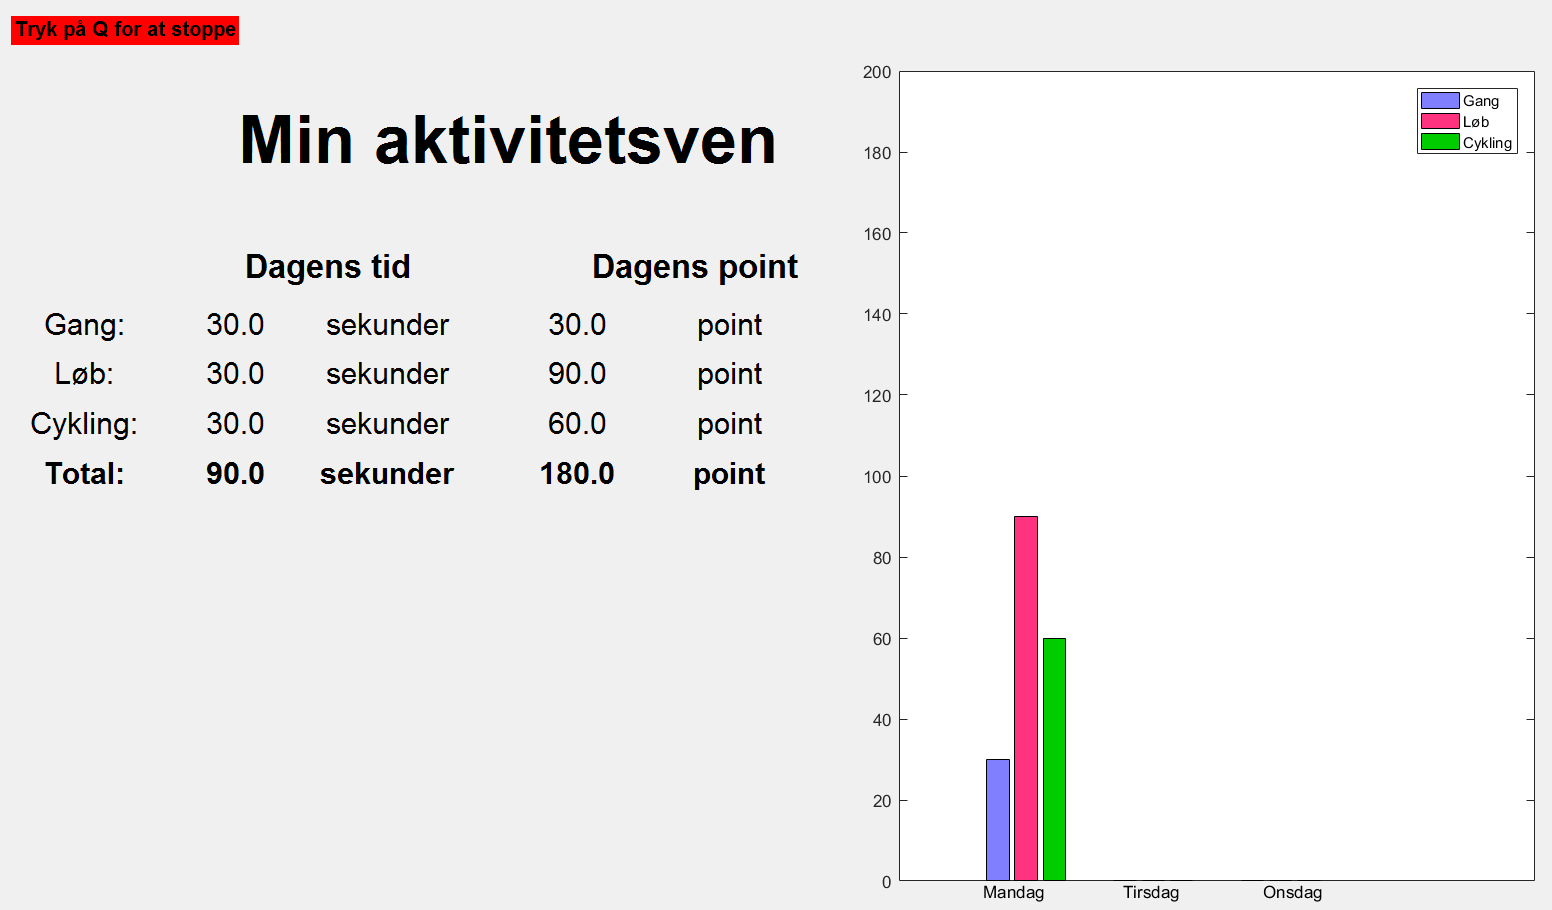 Tryk på Q for at stoppe
Min aktivitetsven
Dagens tid Dagens point
Gang: 30.0 sekunder 30.0 point
Løb: 30.0 sekunder 90.0 point
Cykling: 30.0 sekunder 60.0 point
Total: 90.0 sekunder 180.0 point
200
180
160
140
120
100
80
60
40
20
0
Gang
Løb
Cykling
Mandag Tirsdag Onsdag